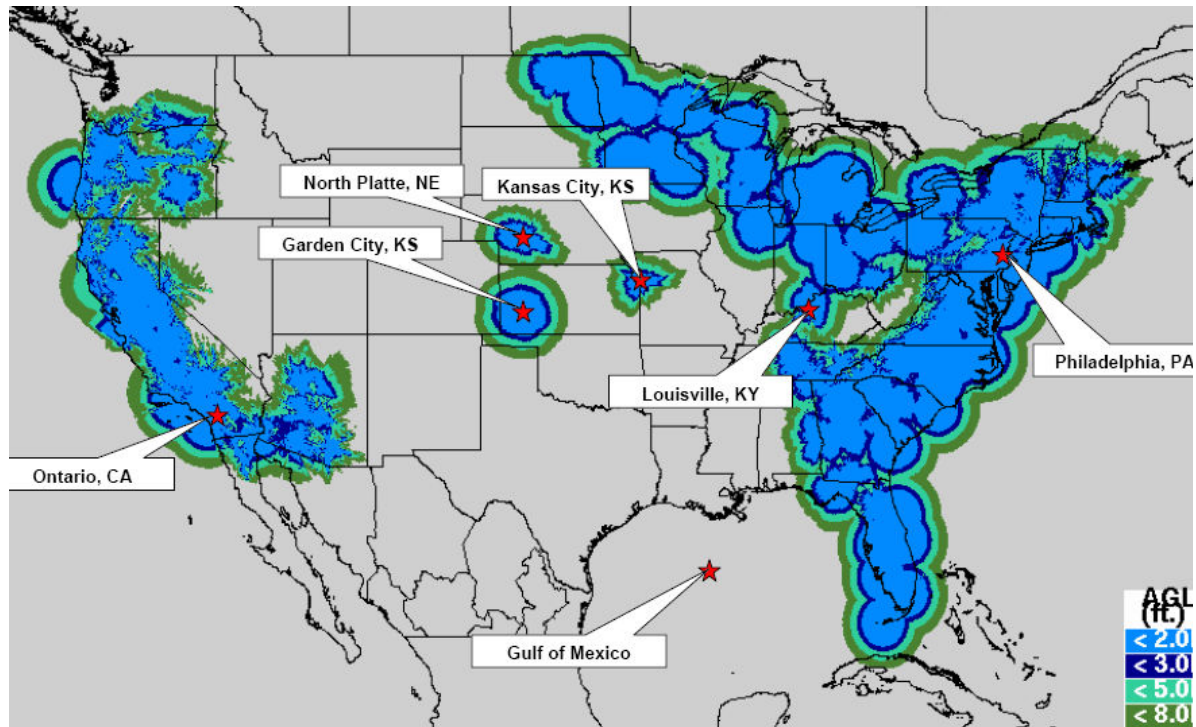 North Platte, NE
Kansas City, KS
Garden City, KS
Philadelphia, PA
Louisville, KY
Ontario, CA
Gulf of Mexico
AGL
(ft.)
< 2.0
< 3.0
< 5.0
< 8.0